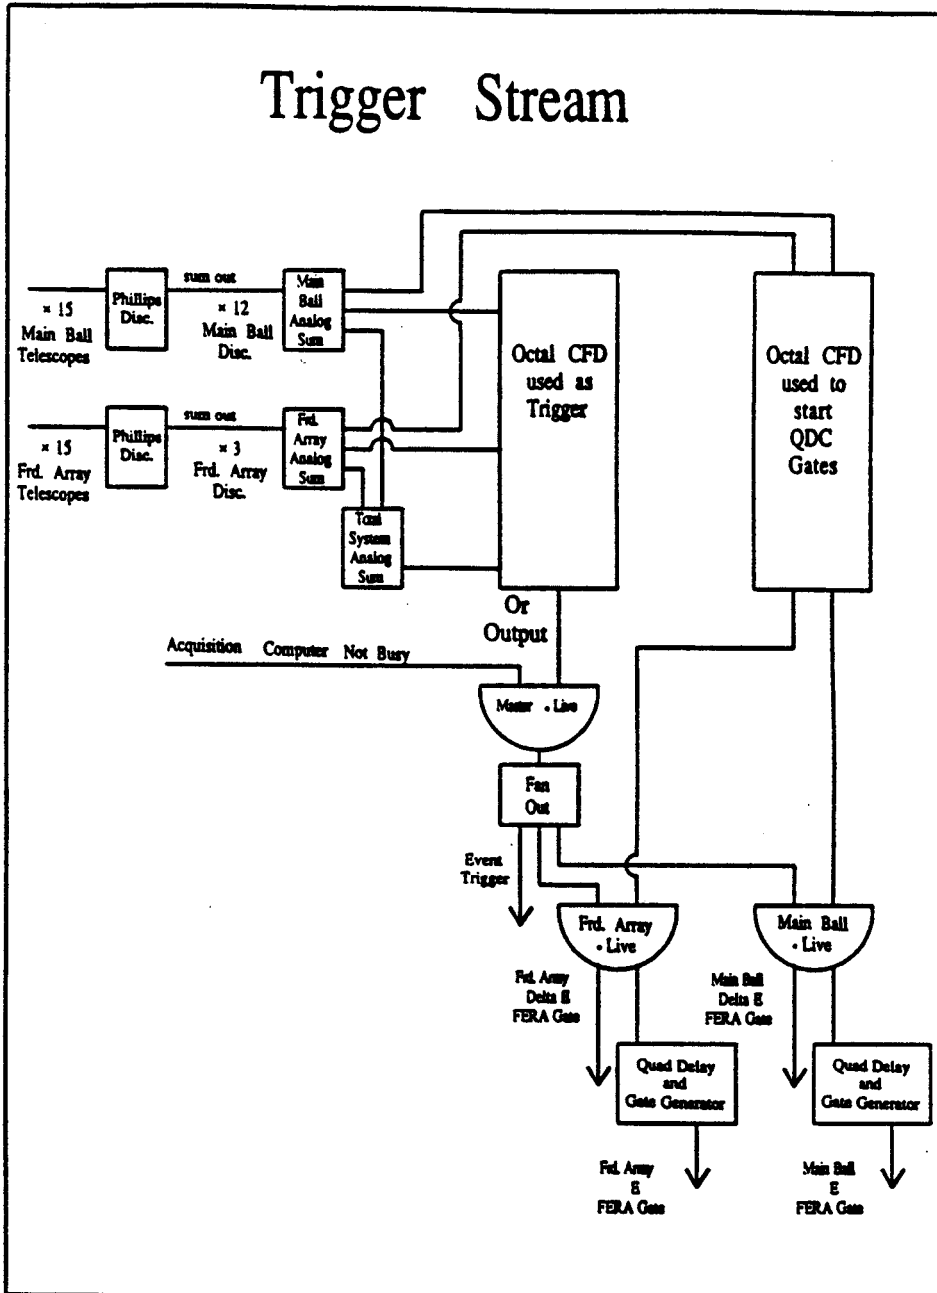 Trigger Stream
× 15
Main Ball
Telescopes
Phillips
Disc.
sum out
× 12
Main Ball
Disc.
Main
Ball
Analog
Sum
× 15
Frd. Array
Telescopes
Phillips
Disc.
sum out
× 3
Frd. Array
Disc.
Frd.
Array
Analog
Sum
Total
System
Analog
Sum
Octal CFD
used as
Trigger
Octal CFD
used to
start
QDC
Gates
Or
Output
Acquisition Computer Not Busy
Master • Live
Fan
Out
Event
Trigger
Frd. Array
• Live
Main Ball
• Live
Frd. Array
Delta E
FERA Gate
Main Ball
Delta E
FERA Gate
Quad Delay
and
Gate Generator
Quad Delay
and
Gate Generator
Frd. Array
E
FERA Gate
Main Ball
E
FERA Gate